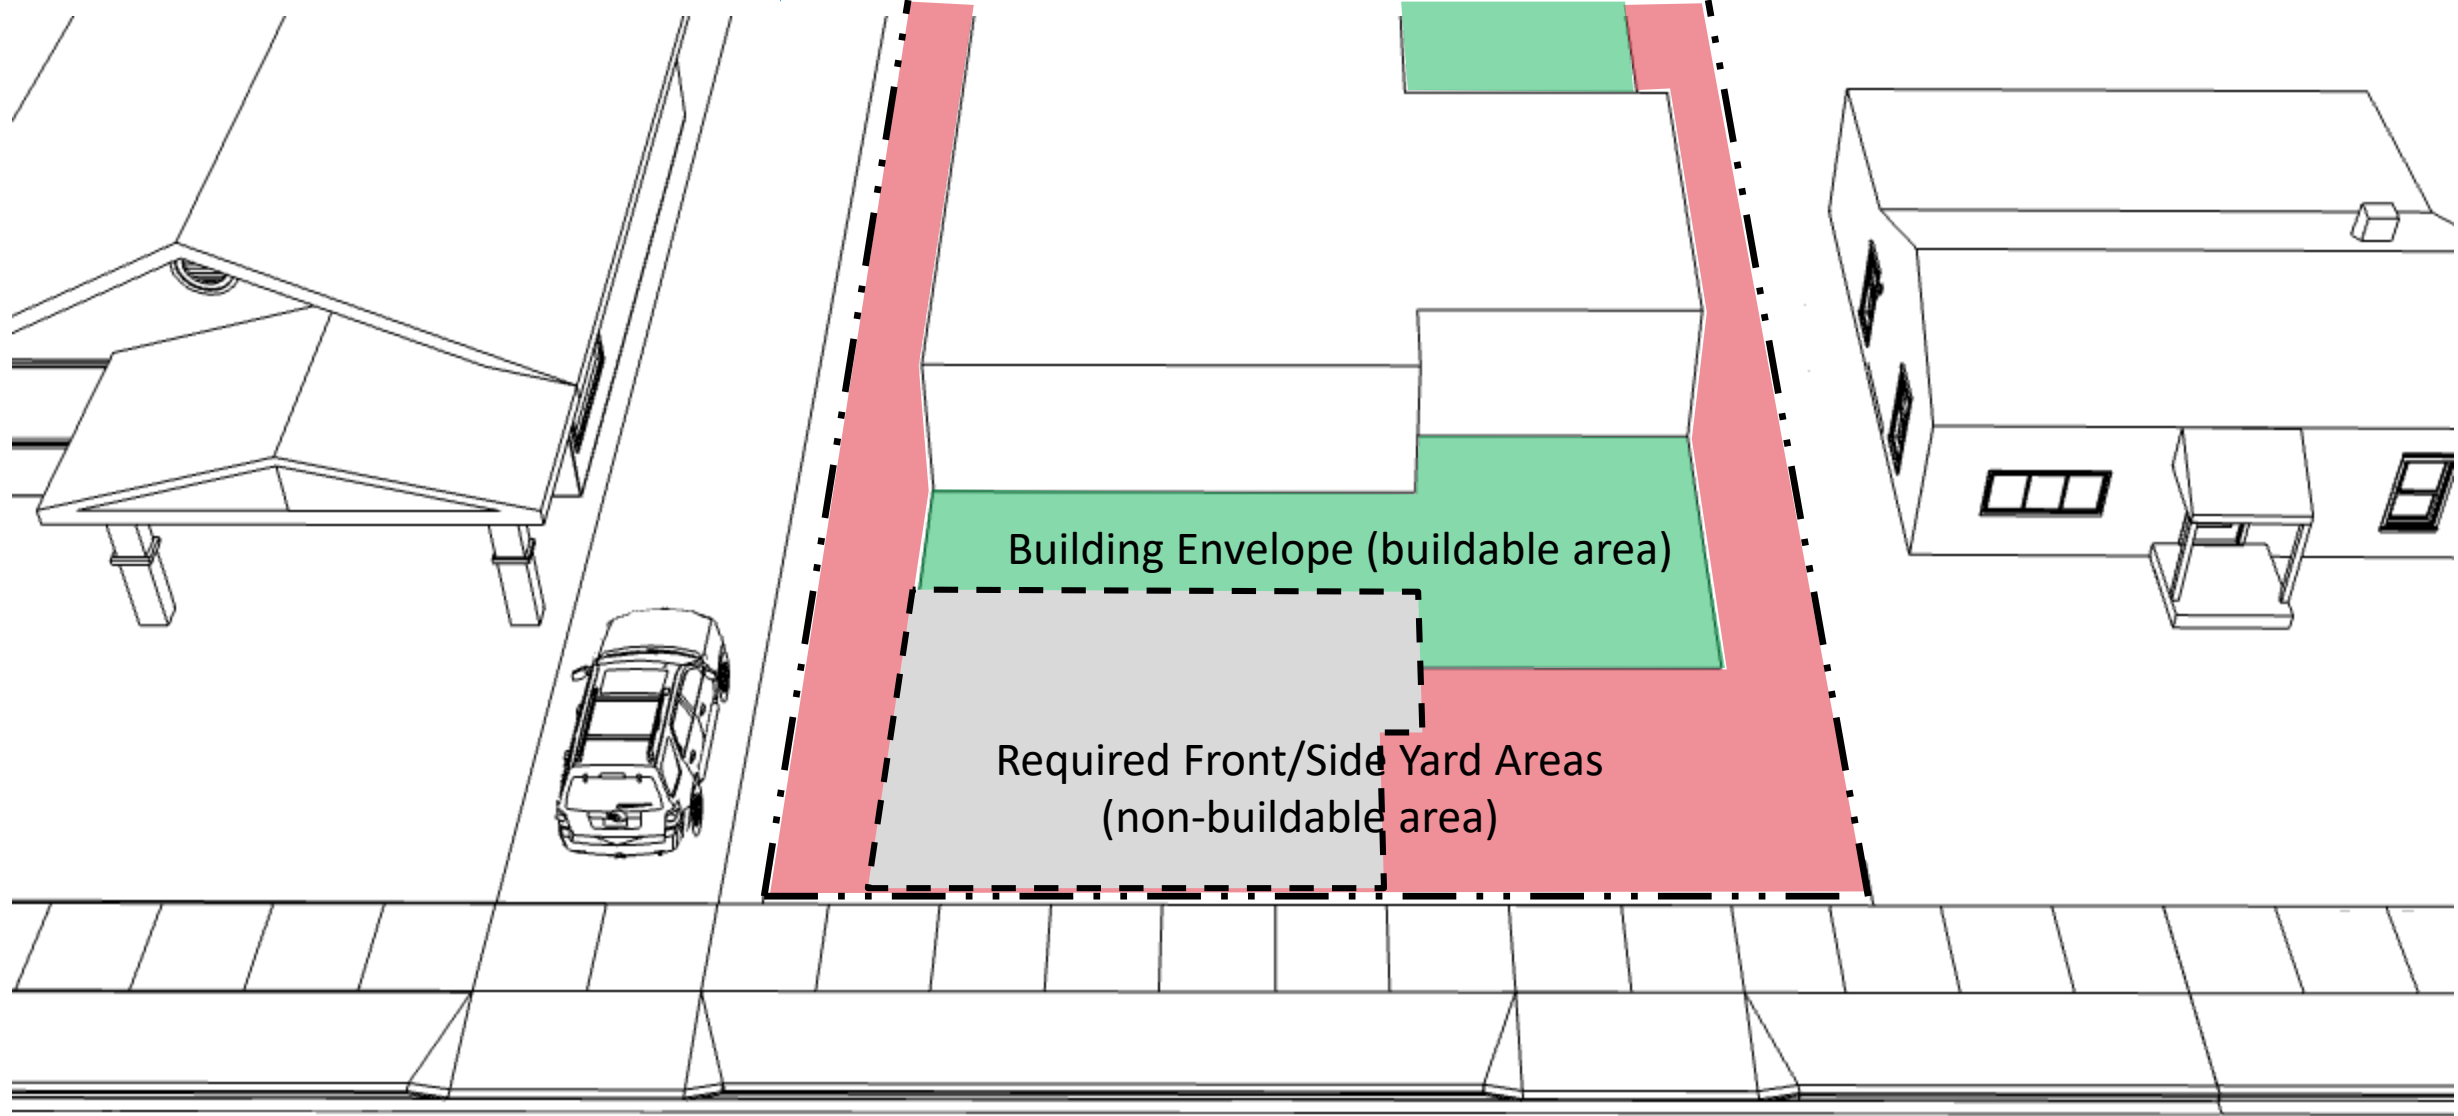 Building Envelope (buildable area)
Required Front/Side Yard Areas
(non-buildable area)